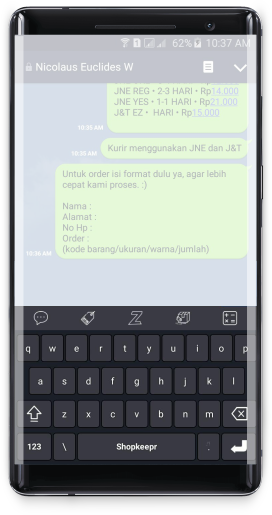 62% 10:37 AM
Nicolaus Euclides W
JNE REG • 2-3 HARI • Rp14,000
JNE YES • 1-1 HARI • Rp21,000
J&T EZ • HARI • Rp15,000
10:35 AM
Kurir menggunakan JNE dan J&T
10:35 AM
Untuk order isi format dulu ya, agar lebih
cepat kami proses. :)
Nama :
Alamat :
No Hp :
Order :
(kode barang/ukuran/warna/jumlah)
10:36 AM
q w e r t y u i o p
a s d f g h j k l
z x c v b n m
123 \ Shopkeepr .